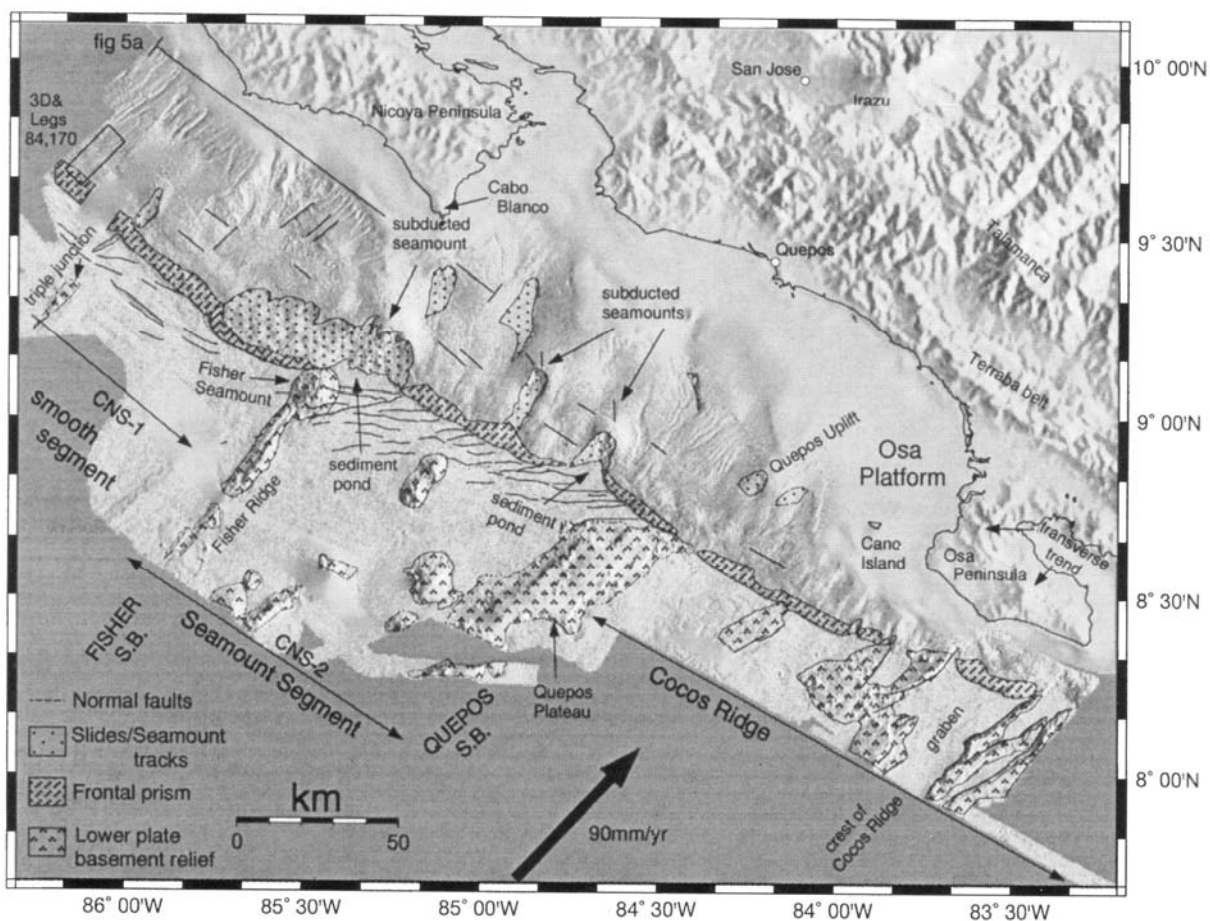 fig 5a
10° 00'N
San Jose
Irazu
3D&
Legs
84,170
Nicoya Peninsula
Cabo
Blanco
subducted
seamount
Quepos
Talamanca
9° 30'N
triple junction
subducted
seamounts
Terraba belt
Fisher
Seamount
9° 00'N
CNS-1
smooth
segment
sediment
pond
Quepos Uplift
Osa
Platform
Fisher Ridge
sediment
pond
Cano
Island
Osa
Peninsula
transverse
trend
8° 30'N
FISHER
S.B.
Seamount Segment
CNS-2
QUEPOS
S.B.
Quepos
Plateau
Cocos Ridge
graben
8° 00'N
crest of
Cocos Ridge
Normal faults
Slides/Seamount
tracks
Frontal prism
Lower plate
basement relief
km
0 50
90mm/yr
86° 00'W 85° 30'W 85° 00'W 84° 30'W 84° 00'W 83° 30'W